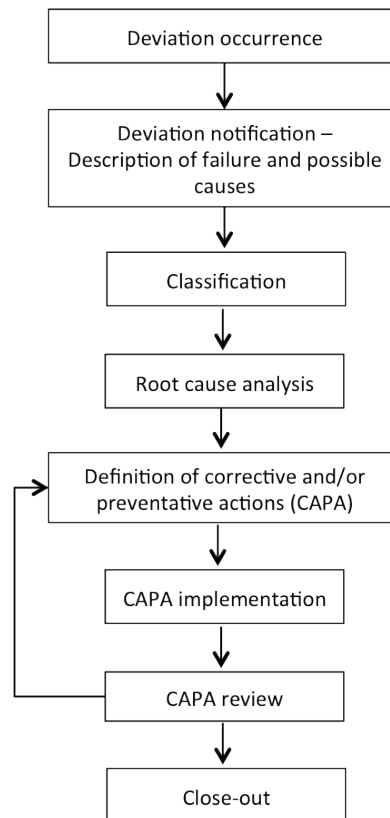 Deviation occurrence
Deviation notification –
Description of failure and possible
causes
Classification
Root cause analysis
Definition of corrective and/or
preventative actions (CAPA)
CAPA implementation
CAPA review
Close-out